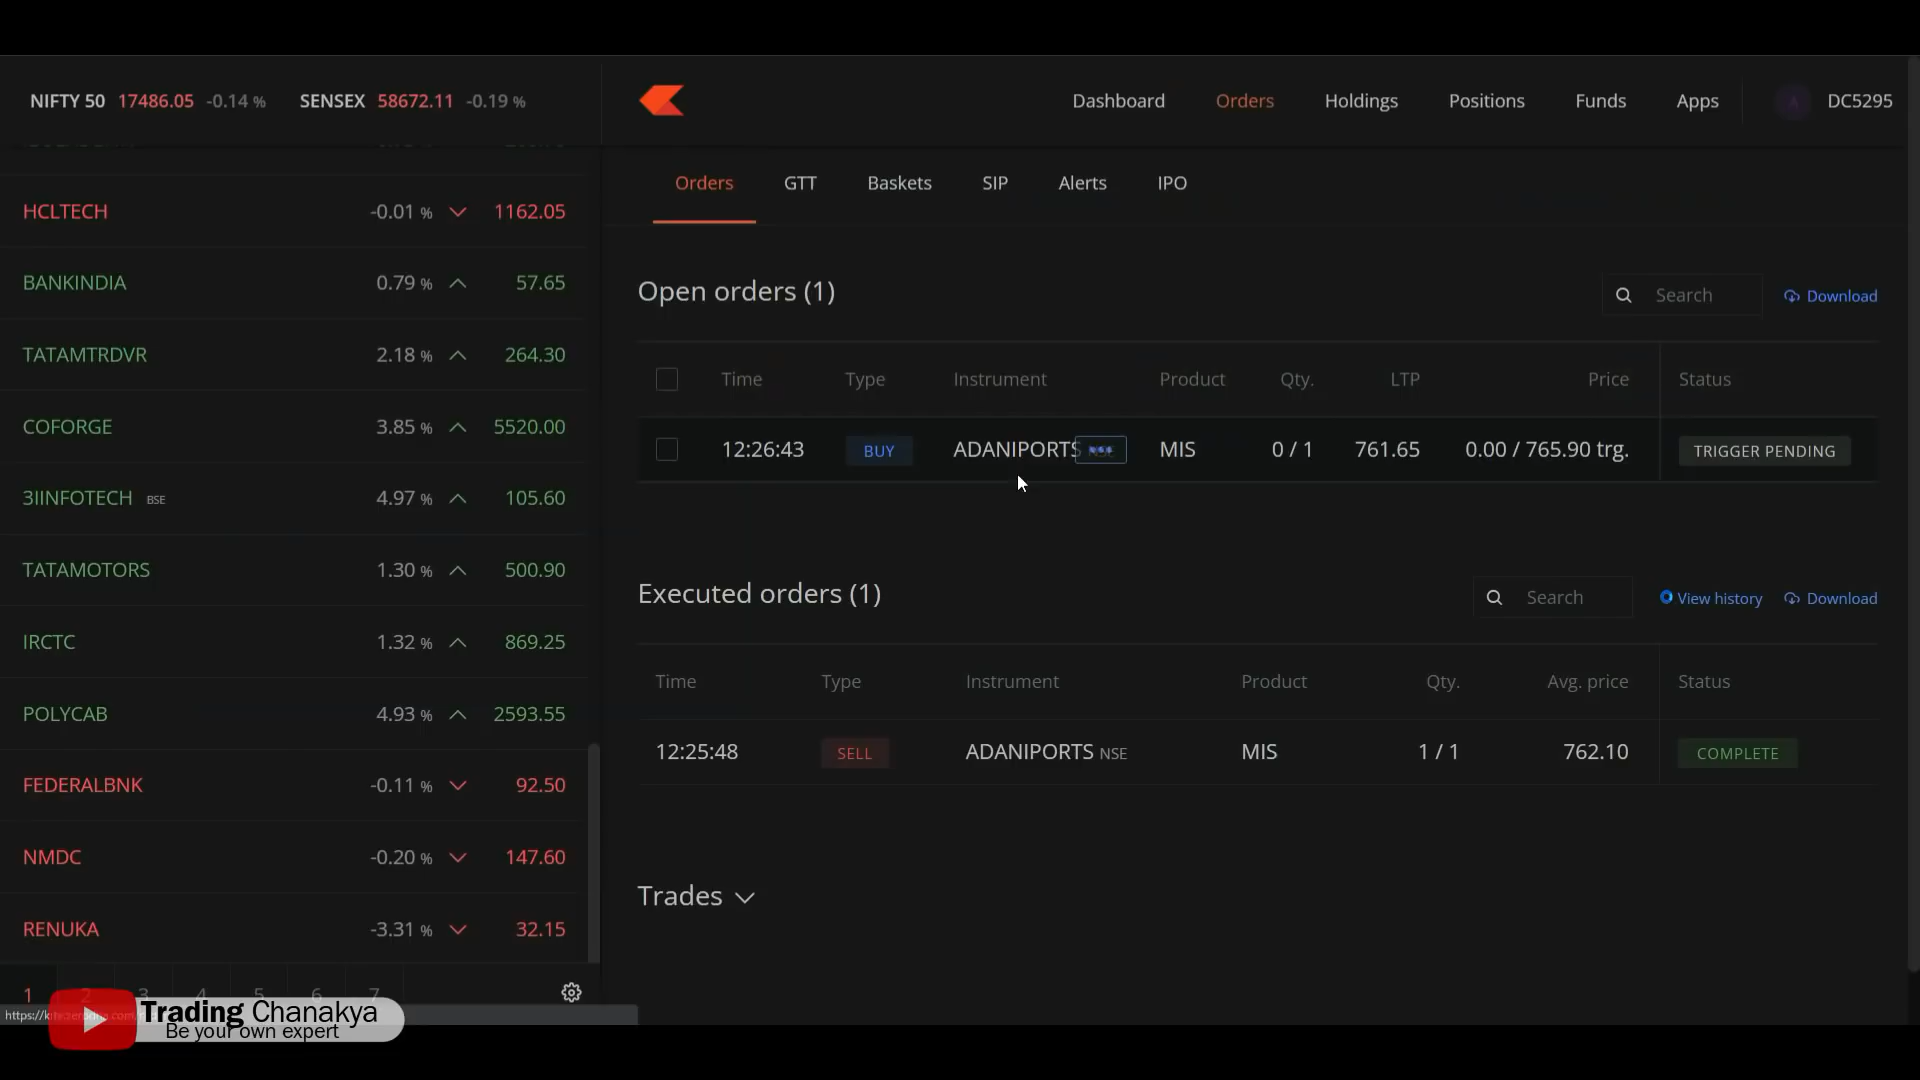 NIFTY 50 17486.05 -0.14 % SENSEX 58672.11 -0.19 %
Dashboard Orders Holdings Positions Funds Apps A DC5295
Orders GTT Baskets SIP Alerts IPO
HCLTECH -0.01 % 1162.05
BANKINDIA 0.79 % 57.65
TATAMTRDVR 2.18 % 264.30
COFORGE 3.85 % 5520.00
3IINFOTECH BSE 4.97 % 105.60
TATAMOTORS 1.30 % 500.90
IRCTC 1.32 % 869.25
POLYCAB 4.93 % 2593.55
FEDERALBNK -0.11 % 92.50
NMDC -0.20 % 147.60
RENUKA -3.31 % 32.15
1 2 3 4 5 6 7
Open orders (1) Search Download
Time Type Instrument Product Qty. LTP Price Status
12:26:43 BUY ADANIPORTS MIS 0 / 1 761.65 0.00 / 765.90 trg. TRIGGER PENDING
Executed orders (1) Search View history Download
Time Type Instrument Product Qty. Avg. price Status
12:25:48 SELL ADANIPORTS NSE MIS 1 / 1 762.10 COMPLETE
Trades
Trading Chanakya
Be your own expert